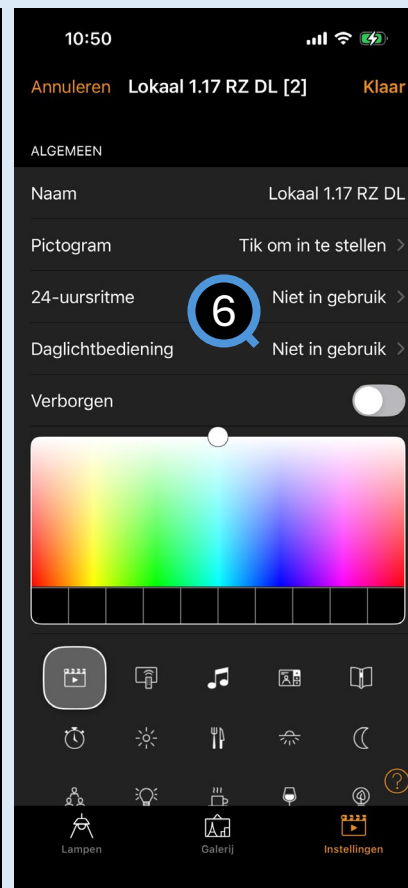 10:50
Annuleren Lokaal 1.17 RZ DL [2] Klaar
ALGEMEEN
Naam Lokaal 1.17 RZ DL
Pictogram Tik om in te stellen >
24-uursritme 6 Niet in gebruik >
Daglichtbediening Niet in gebruik >
Verborgen
?
Lampen Galerij Instellingen